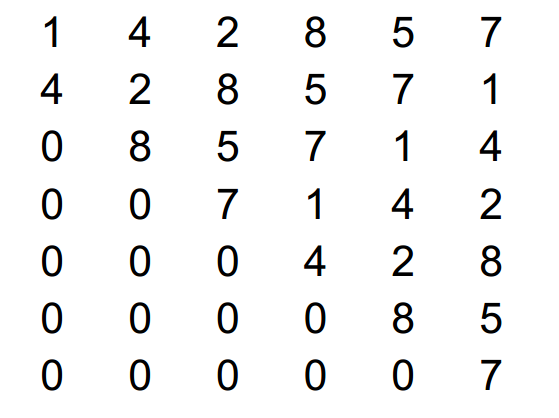 1 4 2 8 5 7
4 2 8 5 7 1
0 8 5 7 1 4
0 0 7 1 4 2
0 0 0 4 2 8
0 0 0 0 8 5
0 0 0 0 0 7